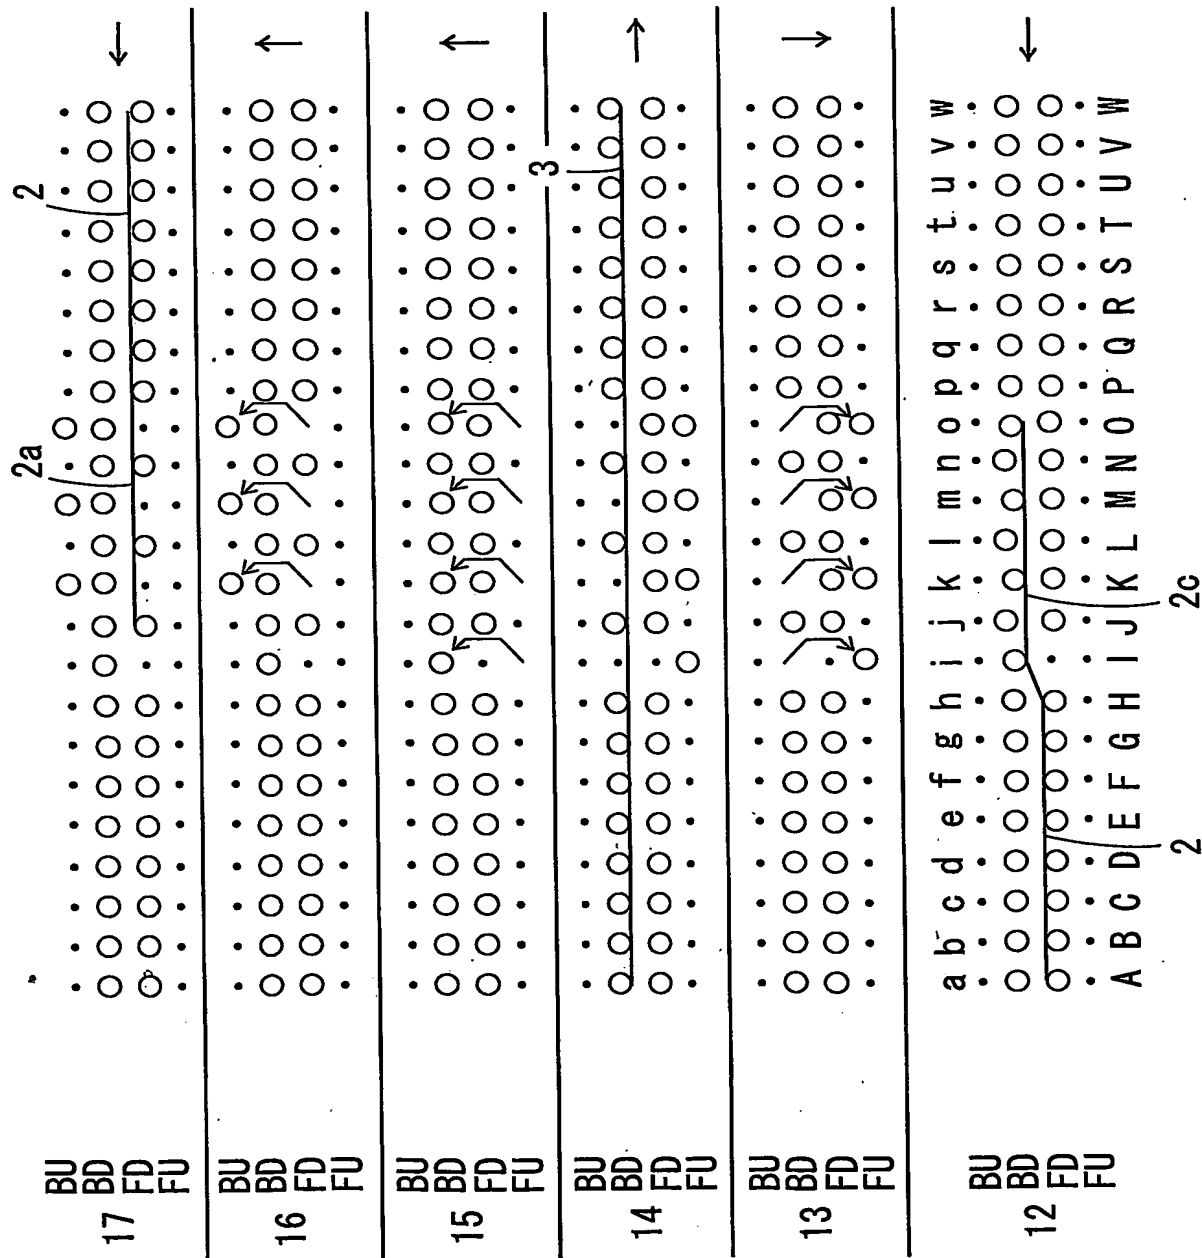 2a 2
BU
BD
FD
FU
17
BU
BD
FD
FU
16
BU
BD
FD
FU
15
3
BU
BD
FD
FU
14
BU
BD
FD
FU
13
a b c d e f g h i j k l m n o p q r s t u v w
BU
BD
FD
FU
12
A B C D E F G H I J K L M N O P Q R S T U V W
2 2c